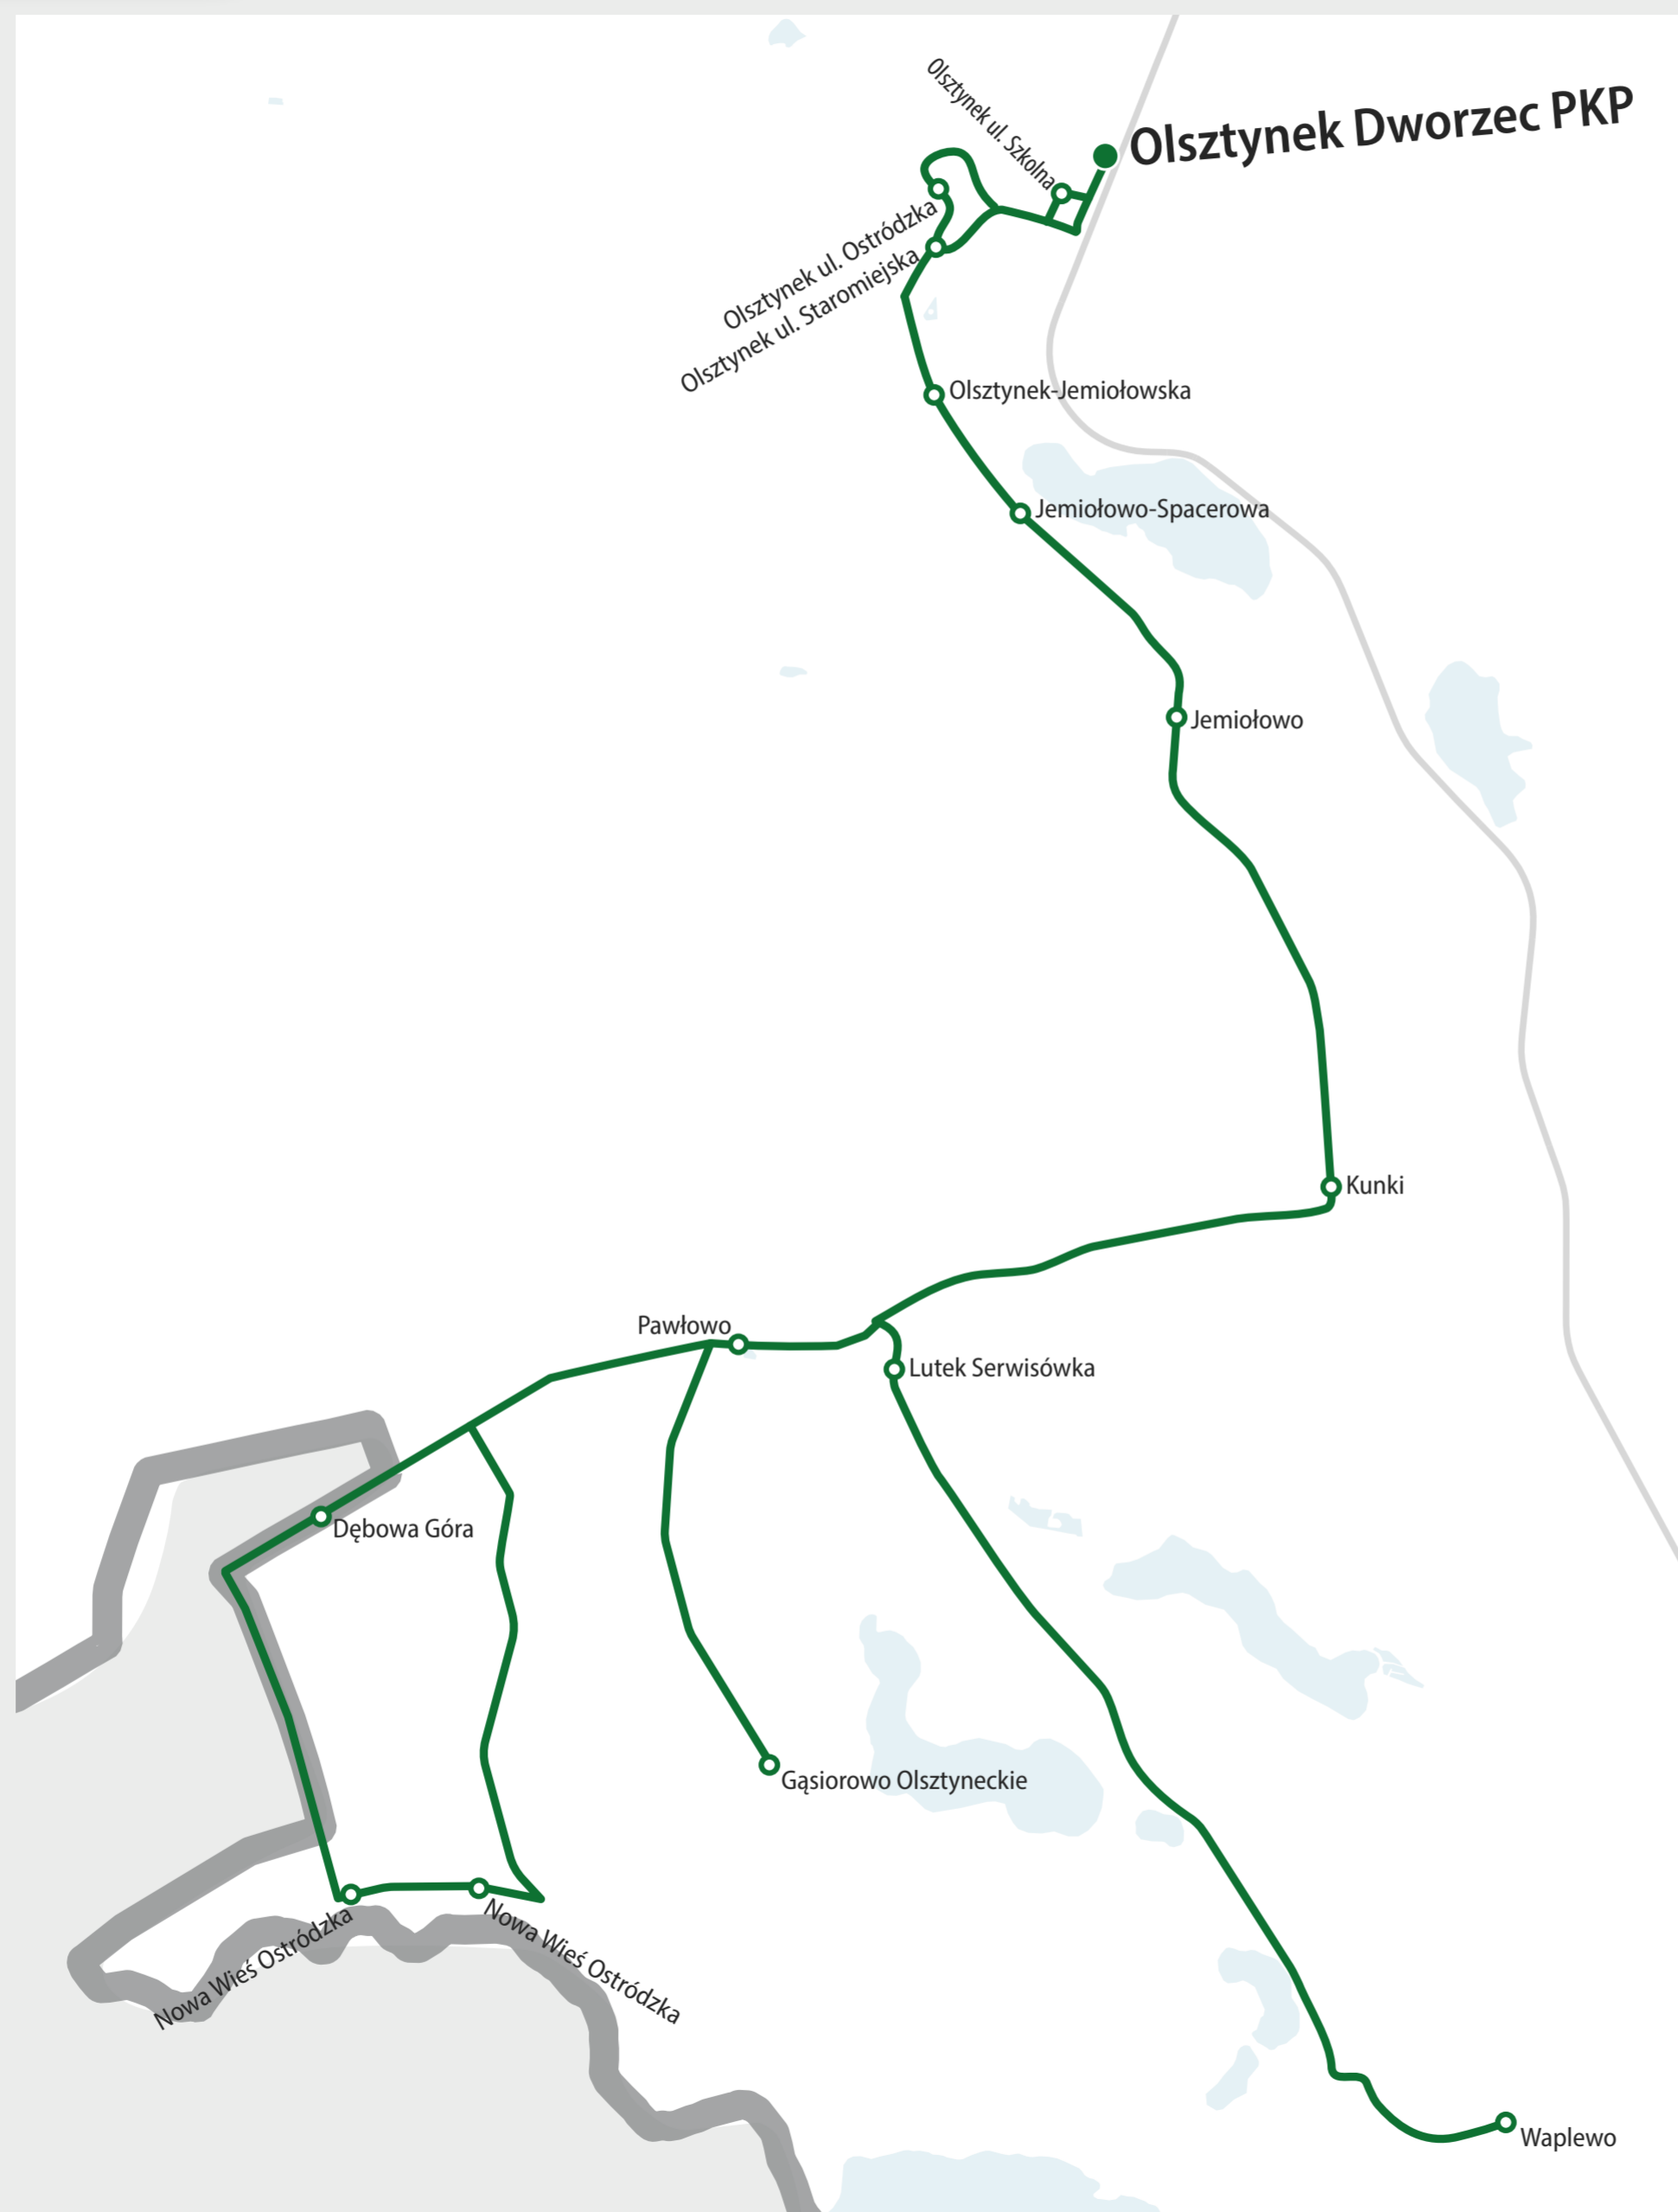 Olsztynek ul. Szkolna
Olsztynek Dworzec PKP
Olsztynek ul. Ostródzka
Olsztynek ul. Staromiejska
Olsztynek-Jemiołowska
Jemiołowo-Spacerowa
Jemiołowo
Kunki
Pawłowo
Lutek Serwisówka
Dębowa Góra
Gąsiorowo Olsztyneckie
Nowa Wieś Ostródzka
Nowa Wieś Ostródzka
Waplewo